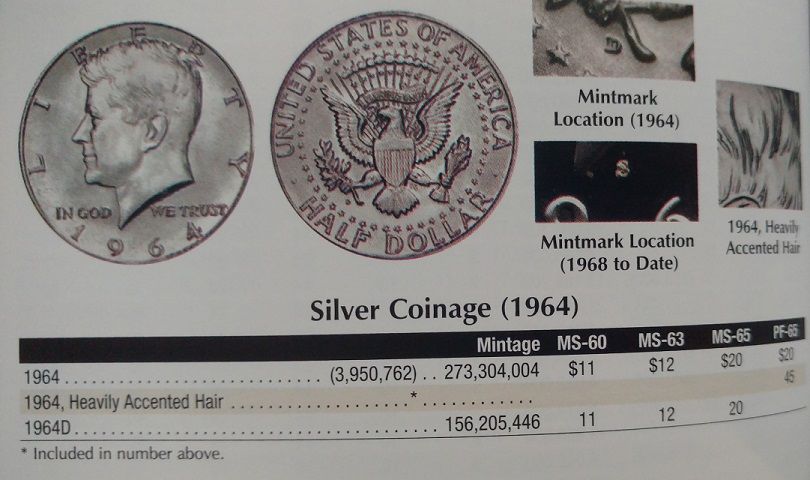 LIBERTY
IN GOD WE TRUST
1964
UNITED STATES OF AMERICA
HALF DOLLAR
D
Mintmark
Location (1964)
S
Mintmark Location
(1968 to Date)
1964, Heavily
Accented Hair
Silver Coinage (1964)
Mintage MS-60 MS-63 MS-65 PF-65
1964 ............................ (3,950,762) .. 273,304,004 $11 $12 $20 $20
1964, Heavily Accented Hair ....................*............ 45
1964D ........................................ 156,205,446 11 12 20
* Included in number above.